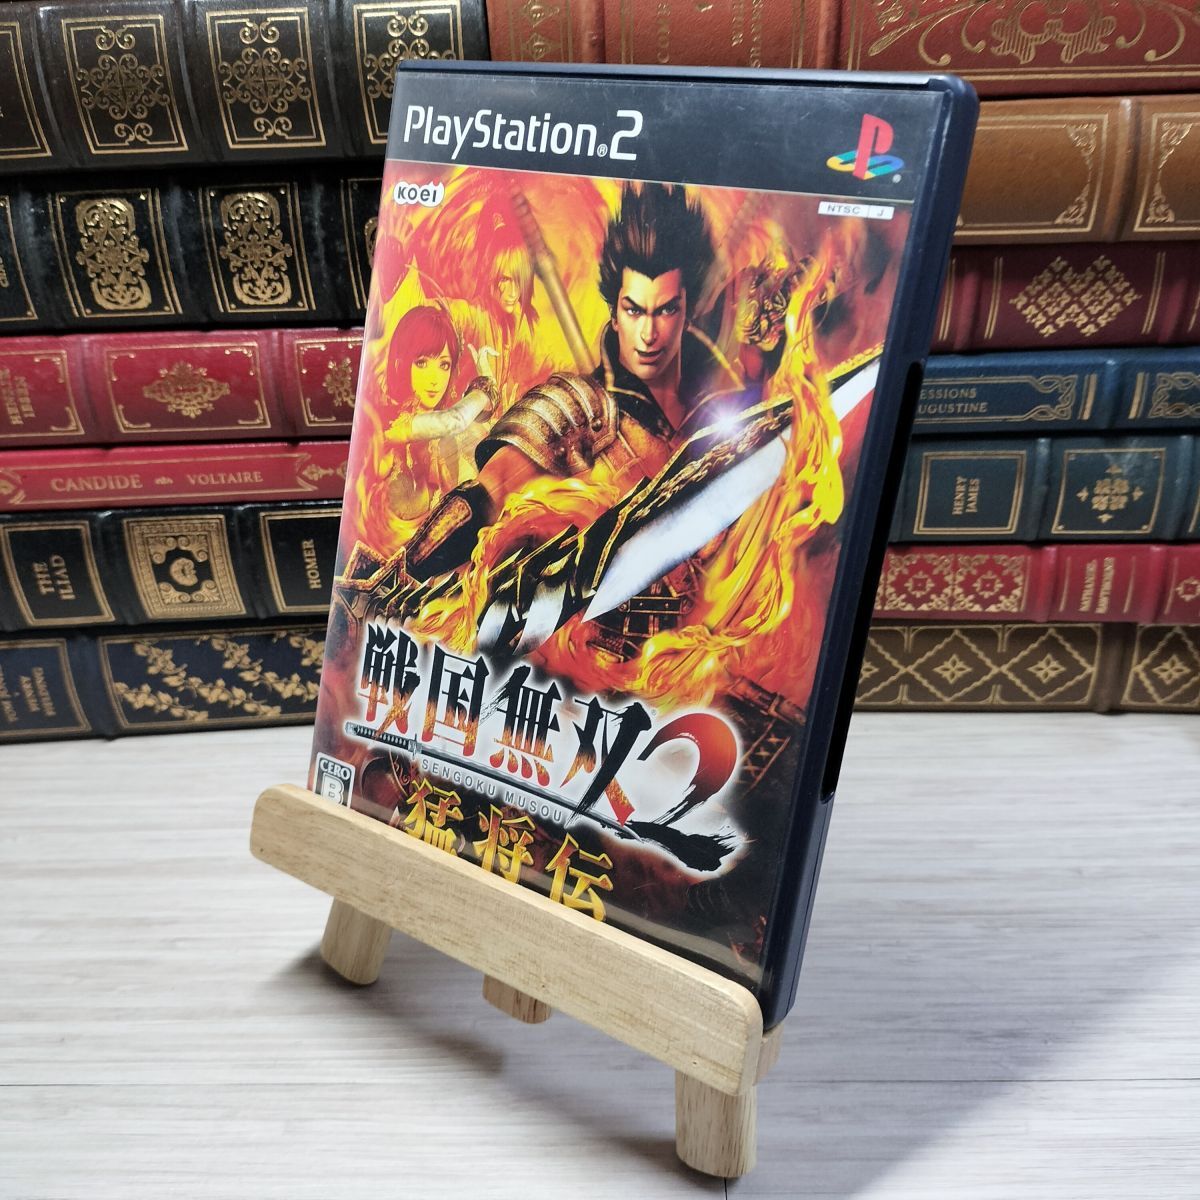 PlayStation®2
KOEI
NTSC J
戦国無双2
SENGOKU MUSOU
猛将伝
CERO
B
CANDIDE
VOLTAIRE
THE ILIAD
HOMER
HENRY JAMES
ESSIONS
UGUSTINE